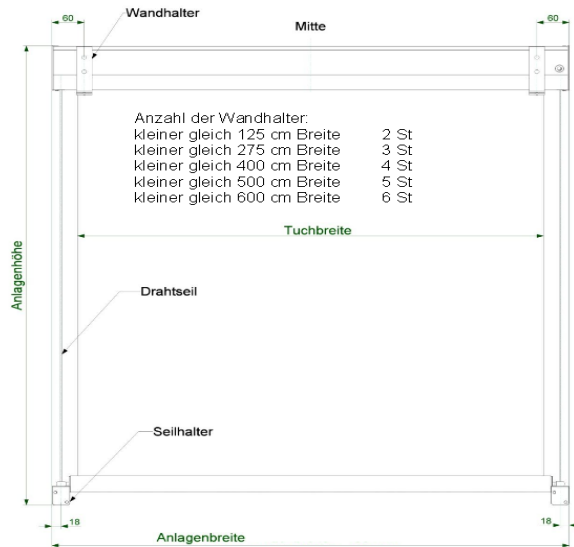 60
Wandhalter
Mitte
60
Anzahl der Wandhalter:
kleiner gleich 125 cm Breite 2 St
kleiner gleich 275 cm Breite 3 St
kleiner gleich 400 cm Breite 4 St
kleiner gleich 500 cm Breite 5 St
kleiner gleich 600 cm Breite 6 St
Tuchbreite
Anlagenhöhe
Drahtseil
Seilhalter
18
18
Anlagenbreite